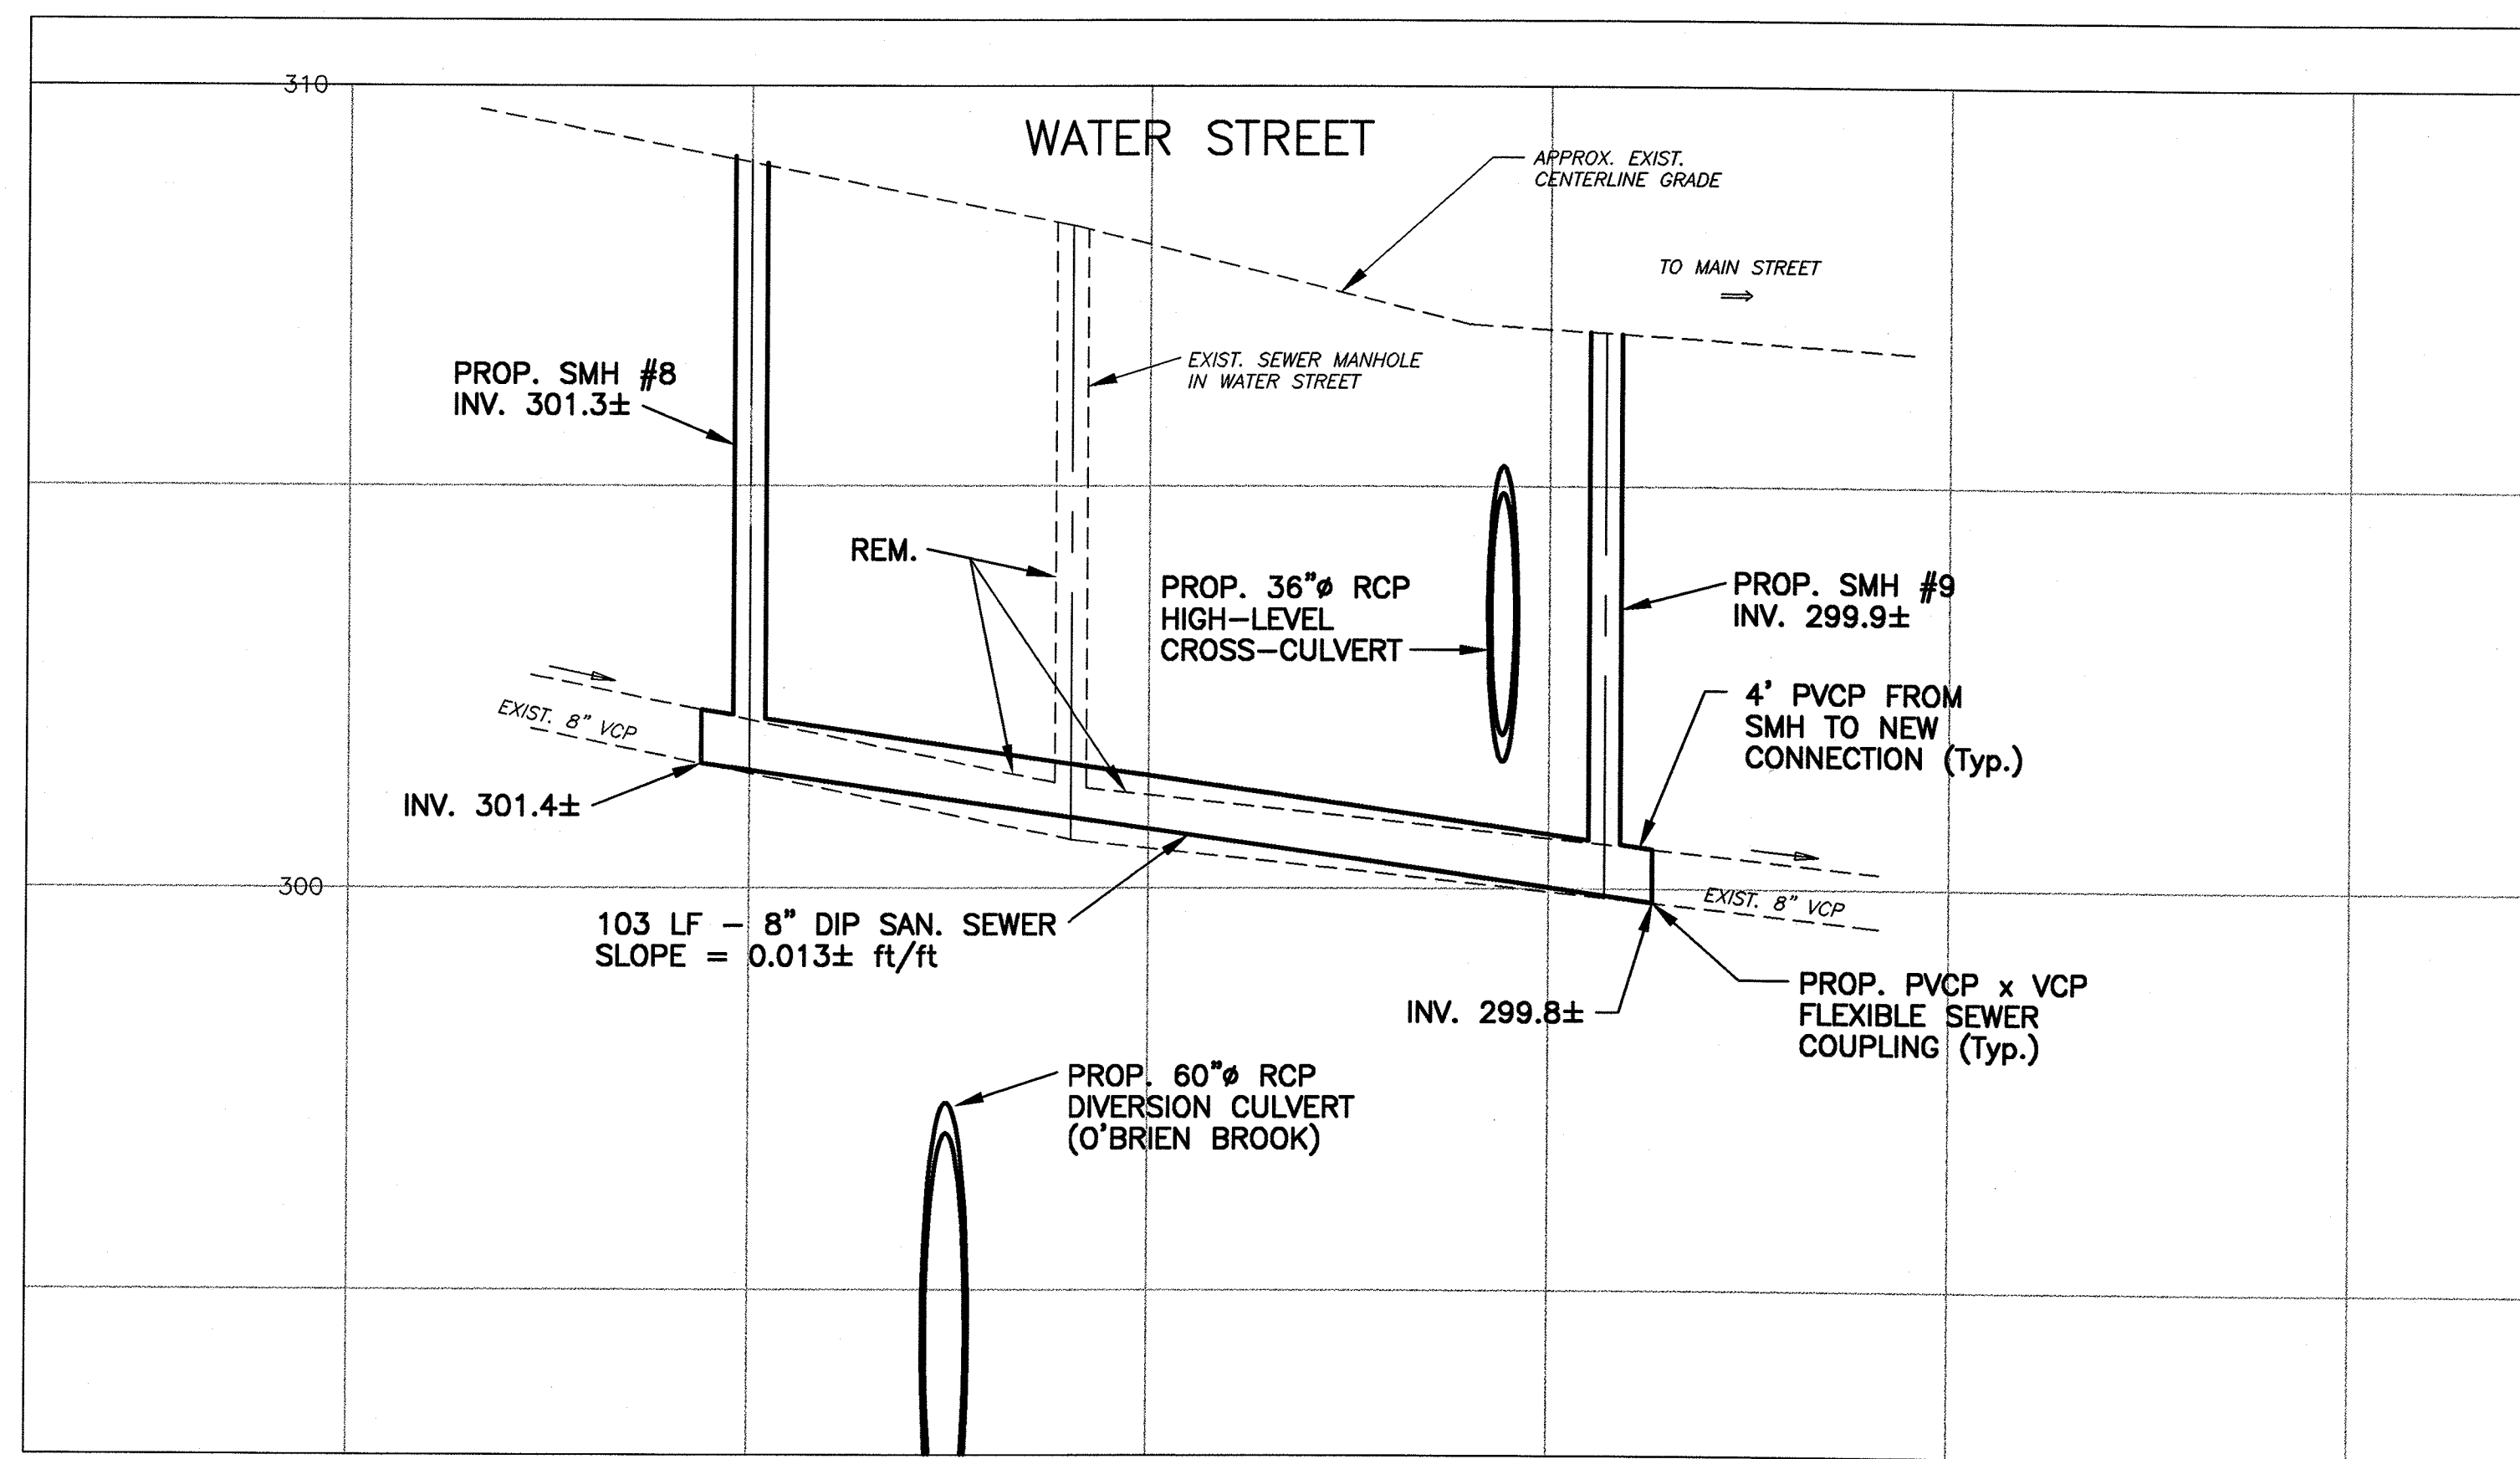 310
WATER STREET
APPROX. EXIST.
CENTERLINE GRADE
TO MAIN STREET
EXIST. SEWER MANHOLE
IN WATER STREET
PROP. SMH #8
INV. 301.3±
REM.
PROP. 36"ø RCP
HIGH-LEVEL
CROSS-CULVERT
PROP. SMH #9
INV. 299.9±
4' PVCP FROM
SMH TO NEW
CONNECTION (Typ.)
EXIST. 8" VCP
INV. 301.4±
300
EXIST. 8" VCP
103 LF - 8" DIP SAN. SEWER
SLOPE = 0.013± ft/ft
INV. 299.8±
PROP. PVCP x VCP
FLEXIBLE SEWER
COUPLING (Typ.)
PROP. 60"ø RCP
DIVERSION CULVERT
(O'BRIEN BROOK)